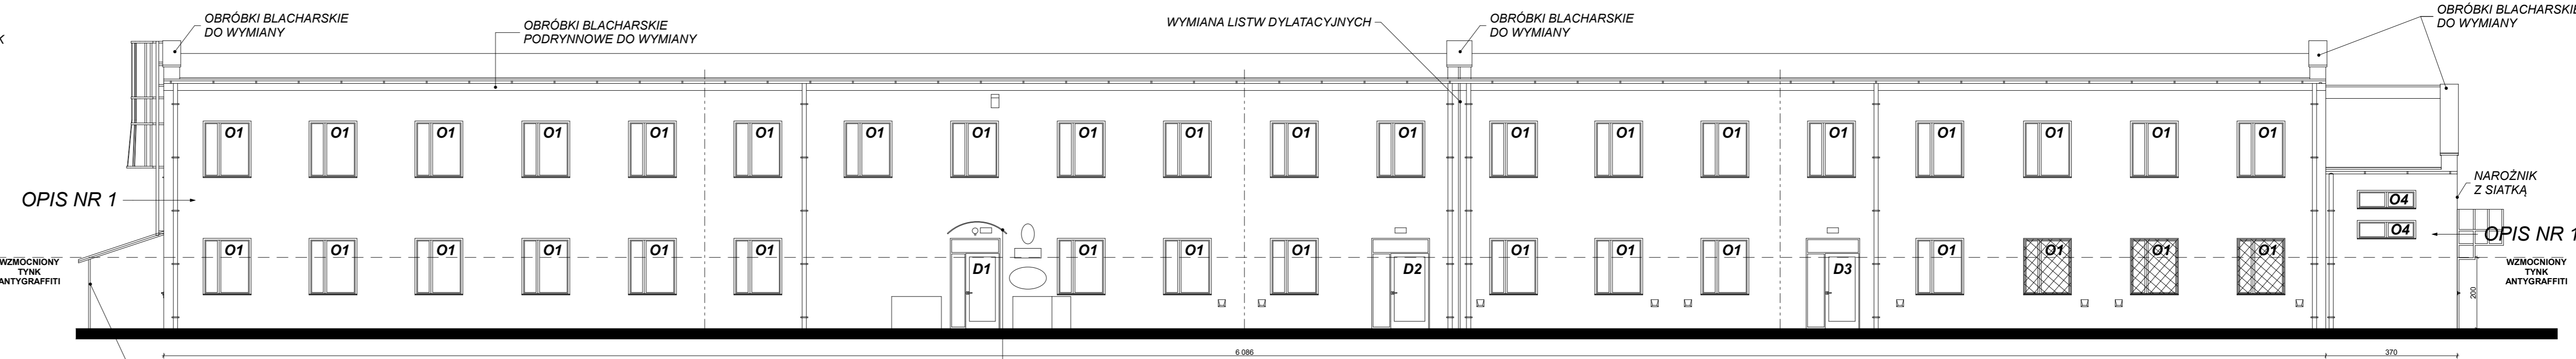 OBRÓBKI BLACHARSKIE
DO WYMIANY
OBRÓBKI BLACHARSKIE
PODRYNNOWE DO WYMIANY
WYMIANA LISTW DYLATACYJNYCH
OBRÓBKI BLACHARSKIE
DO WYMIANY
OBRÓBKI BLACHARSKIE
DO WYMIANY
K
O1 O1 O1 O1 O1 O1 O1 O1 O1 O1 O1 O1 O1 O1 O1 O1 O1 O1 O1 O1
NAROŻNIK
Z SIATKĄ
OPIS NR 1
O4
O4
OPIS NR 1
O1 O1 O1 O1 O1 O1 D1 O1 O1 O1 D2 O1 O1 O1 D3 O1 O1 O1 O1
WZMOCNIONY
TYNK
ANTYGRAFFITI
WZMOCNIONY
TYNK
ANTYGRAFFITI
200
6 086
370